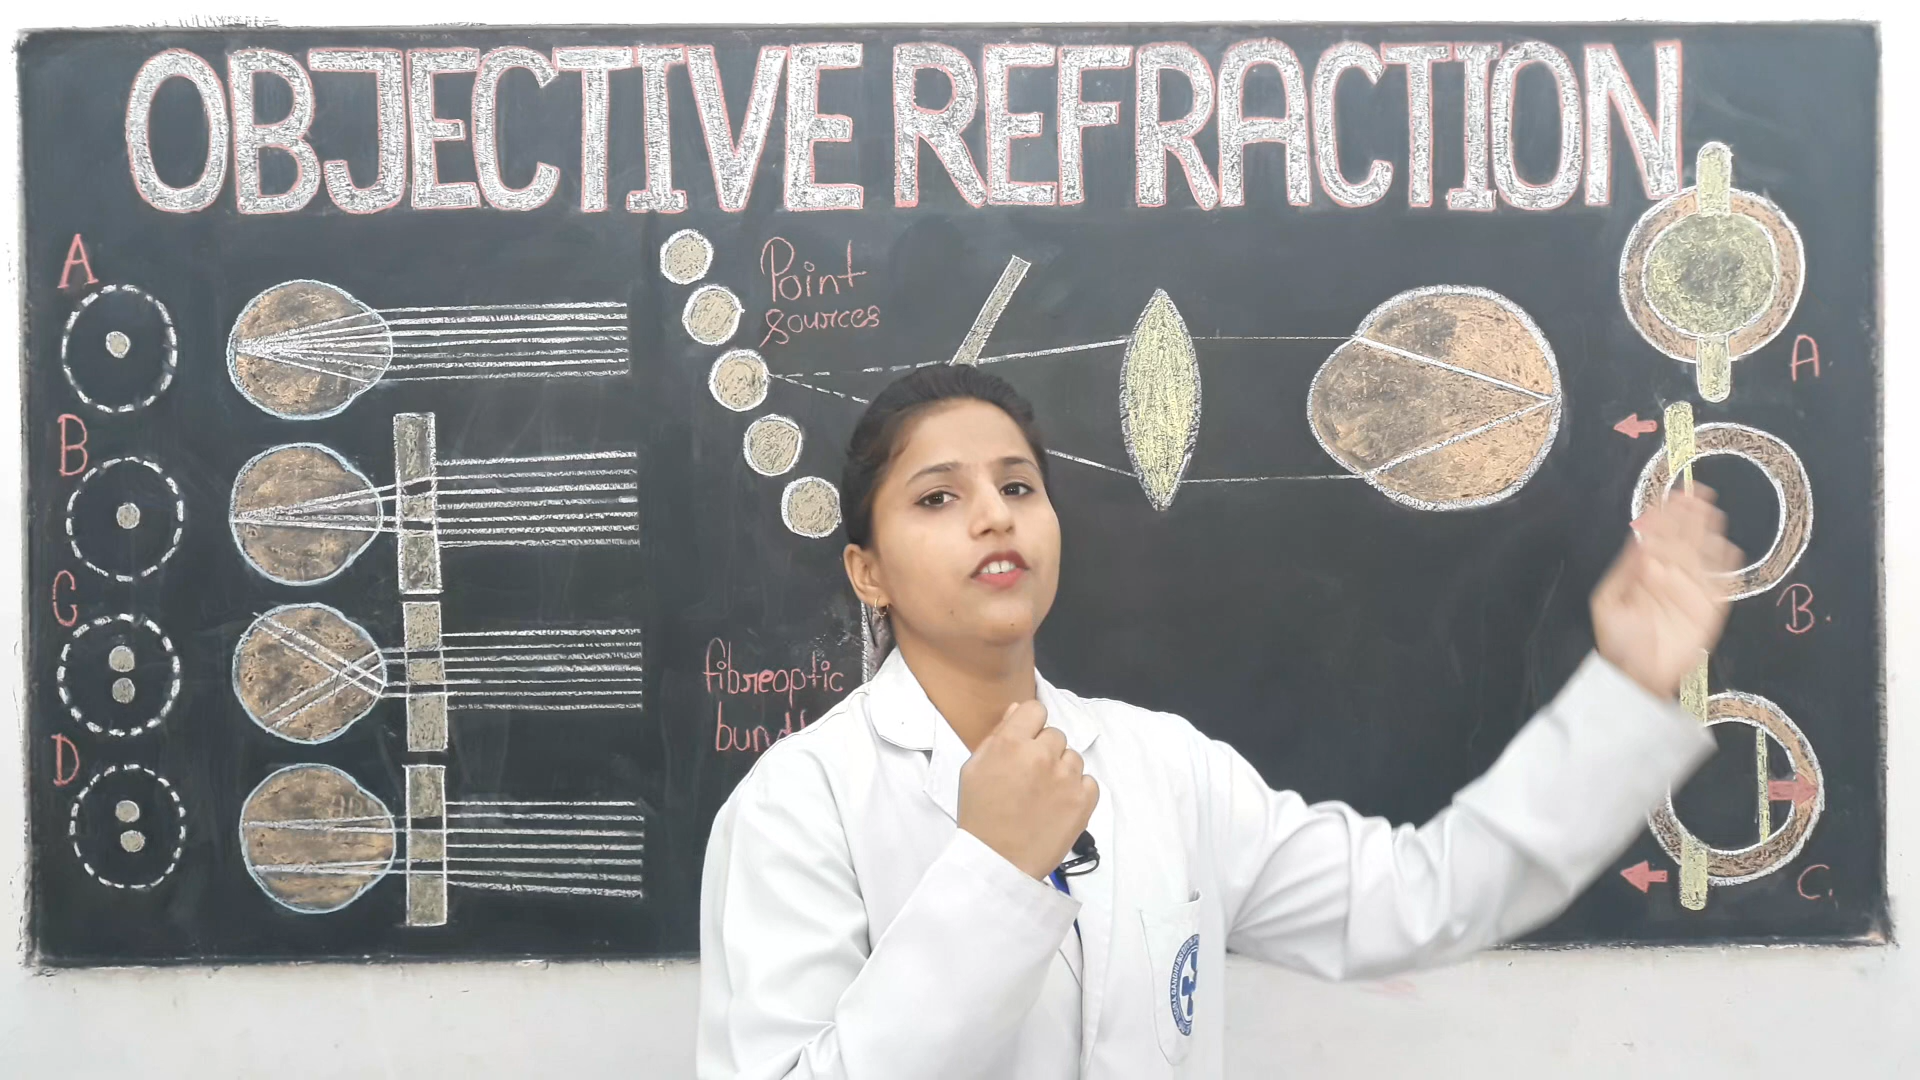 OBJECTIVE REFRACTION
A
B
C
D
Point
sources
fibreoptic
A.
B.
C.